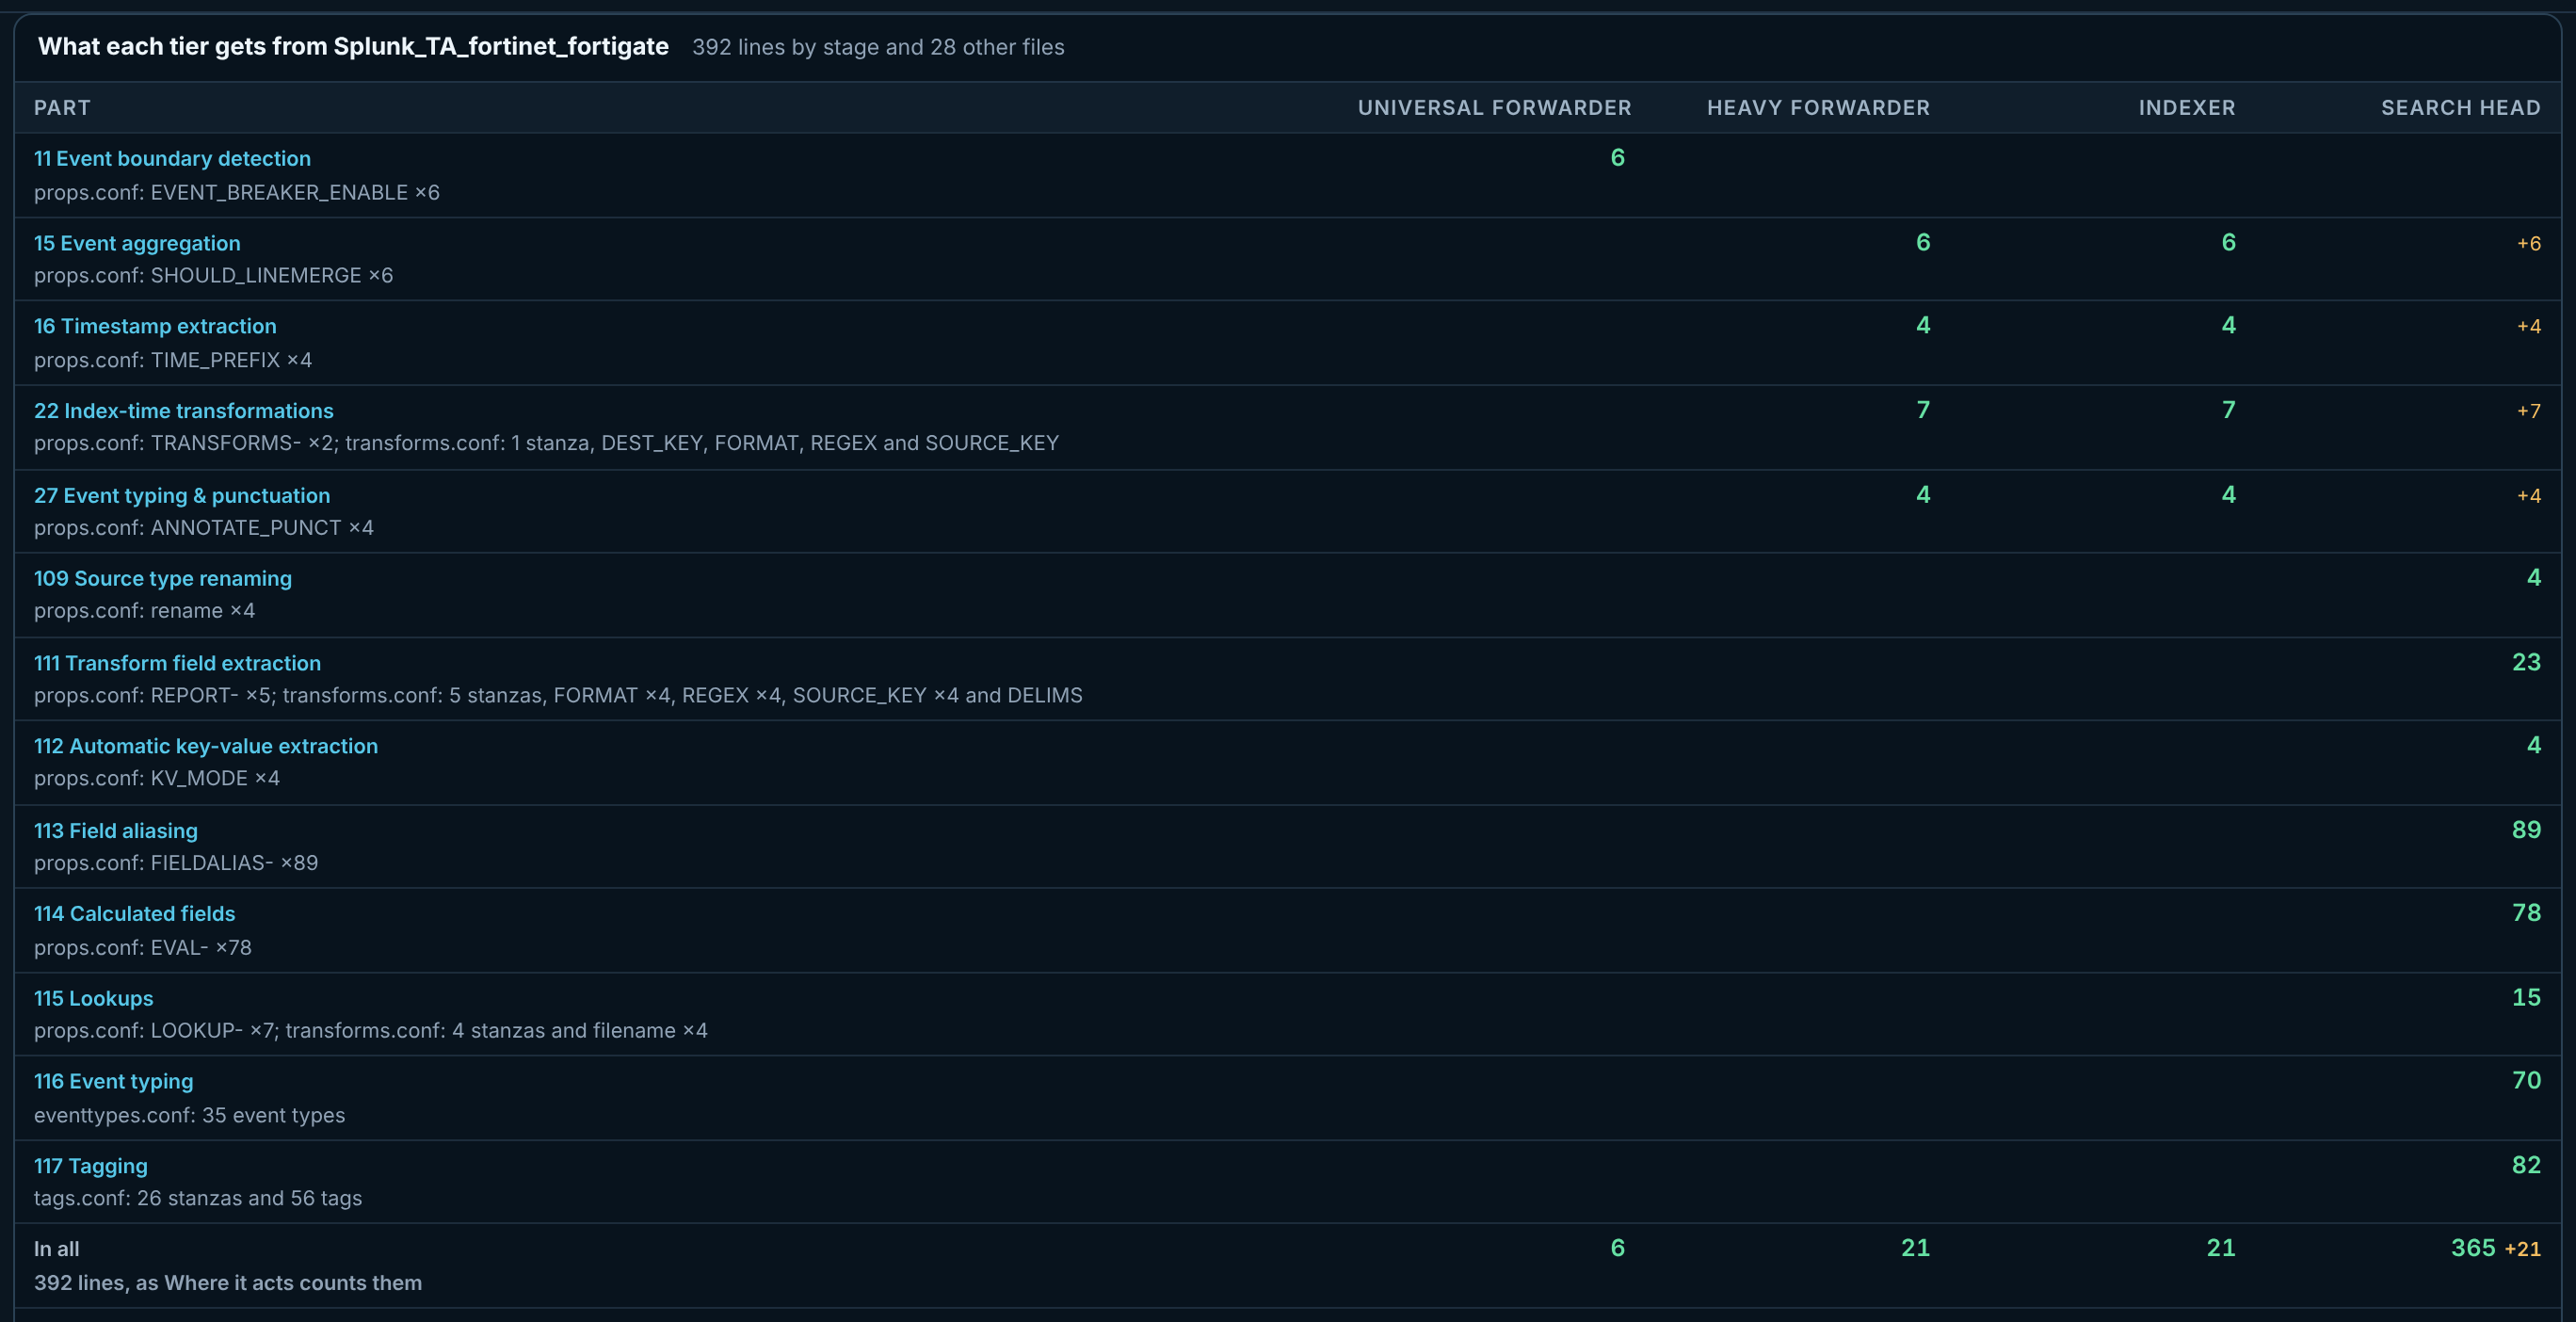 What each tier gets from Splunk_TA_fortinet_fortigate 392 lines by stage and 28 other files
PART UNIVERSAL FORWARDER HEAVY FORWARDER INDEXER SEARCH HEAD
11 Event boundary detection 6
props.conf: EVENT_BREAKER_ENABLE ×6
15 Event aggregation 6 6 +6
props.conf: SHOULD_LINEMERGE ×6
16 Timestamp extraction 4 4 +4
props.conf: TIME_PREFIX ×4
22 Index-time transformations 7 7 +7
props.conf: TRANSFORMS- ×2; transforms.conf: 1 stanza, DEST_KEY, FORMAT, REGEX and SOURCE_KEY
27 Event typing & punctuation 4 4 +4
props.conf: ANNOTATE_PUNCT ×4
109 Source type renaming 4
props.conf: rename ×4
111 Transform field extraction 23
props.conf: REPORT- ×5; transforms.conf: 5 stanzas, FORMAT ×4, REGEX ×4, SOURCE_KEY ×4 and DELIMS
112 Automatic key-value extraction 4
props.conf: KV_MODE ×4
113 Field aliasing 89
props.conf: FIELDALIAS- ×89
114 Calculated fields 78
props.conf: EVAL- ×78
115 Lookups 15
props.conf: LOOKUP- ×7; transforms.conf: 4 stanzas and filename ×4
116 Event typing 70
eventtypes.conf: 35 event types
117 Tagging 82
tags.conf: 26 stanzas and 56 tags
In all 6 21 21 365 +21
392 lines, as Where it acts counts them